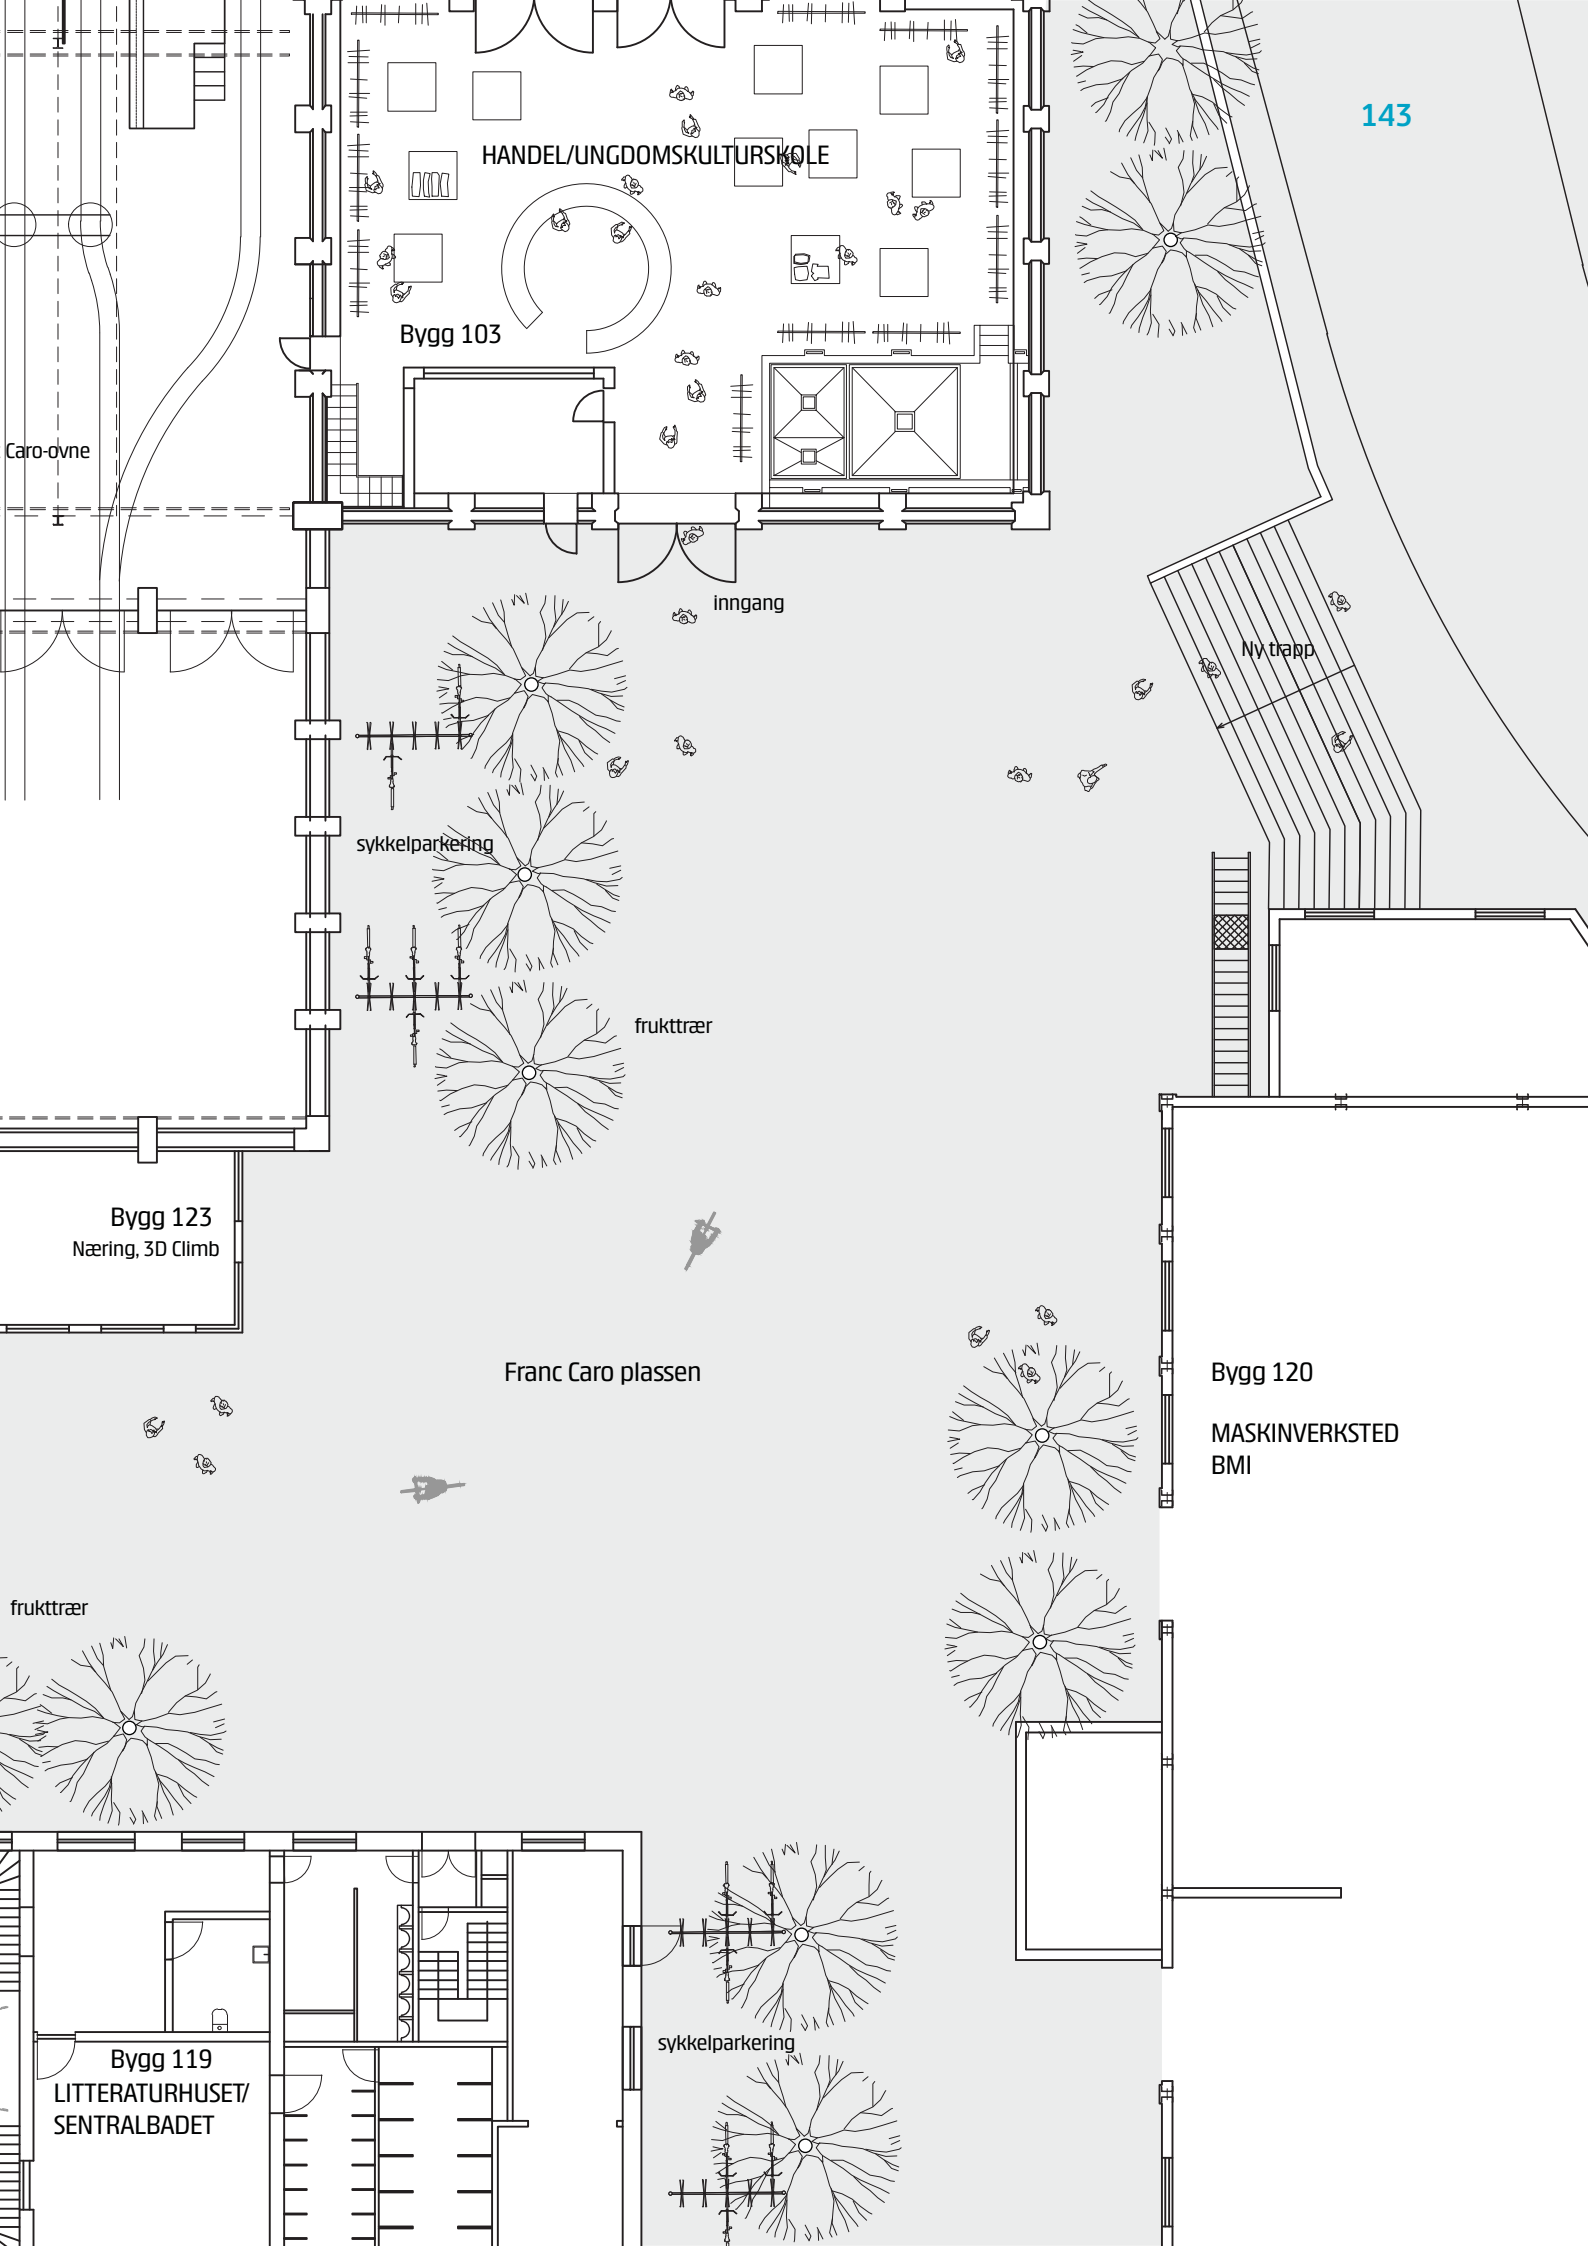 143
HANDEL/UNGDOMSKULTURSKOLE
Bygg 103
Caro-ovne
inngang
Ny trapp
sykkelparkering
frukttrær
Bygg 123
Næring, 3D Climb
Franc Caro plassen
Bygg 120
MASKINVERKSTED
BMI
frukttrær
sykkelparkering
Bygg 119
LITTERATURHUSET/
SENTRALBADET